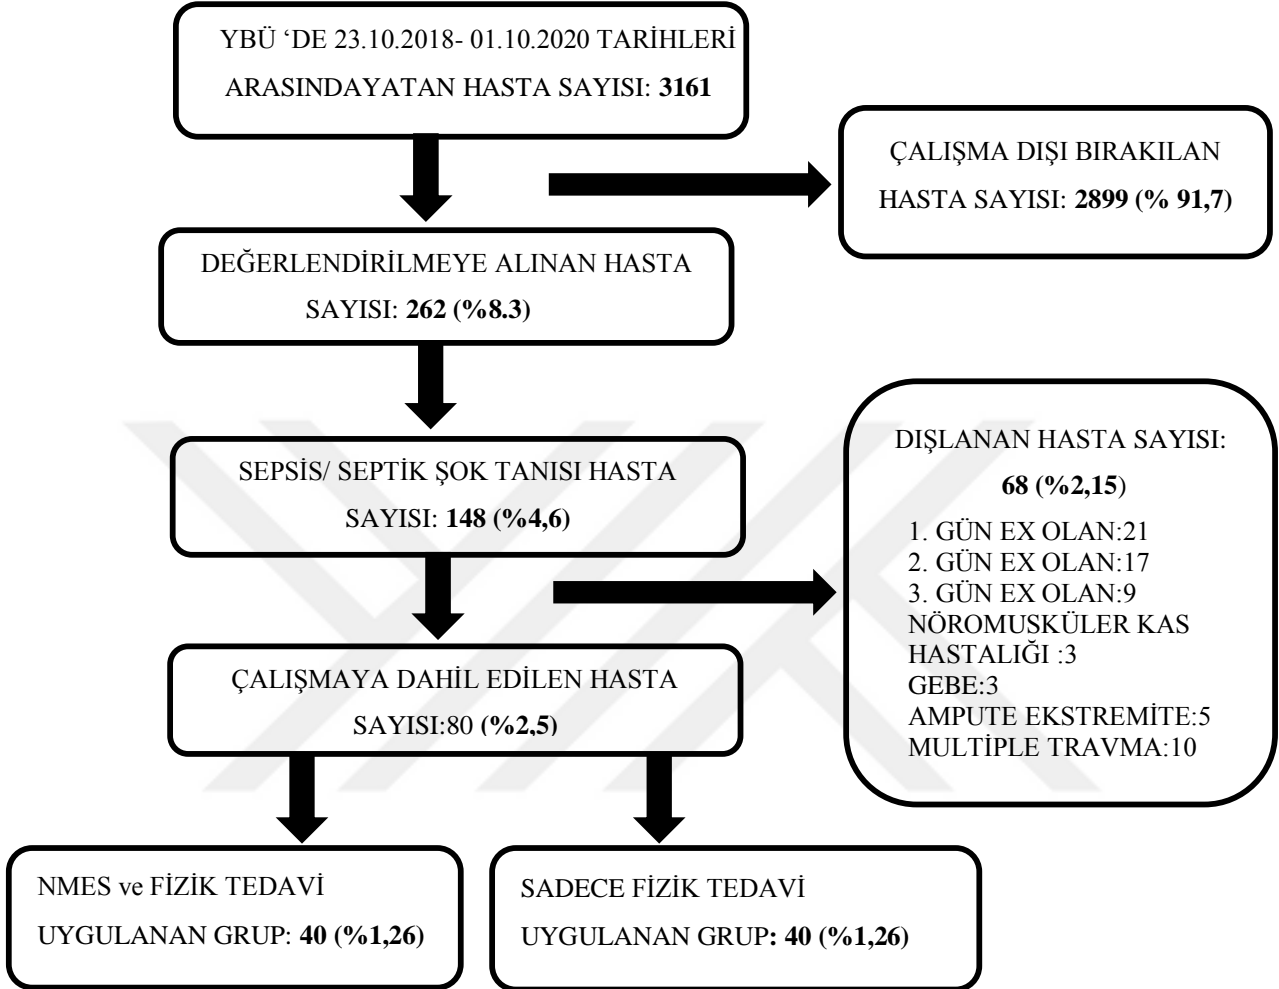 YBÜ ‘DE 23.10.2018- 01.10.2020 TARİHLERİ
ARASINDAYATAN HASTA SAYISI: 3161
ÇALIŞMA DIŞI BIRAKILAN
HASTA SAYISI: 2899 (% 91,7)
DEĞERLENDİRİLMEYE ALINAN HASTA
SAYISI: 262 (%8.3)
SEPSİS/ SEPTİK ŞOK TANISI HASTA
SAYISI: 148 (%4,6)
DIŞLANAN HASTA SAYISI:
68 (%2,15)
1. GÜN EX OLAN:21
2. GÜN EX OLAN:17
3. GÜN EX OLAN:9
NÖROMUSKÜLER KAS
HASTALIĞI :3
GEBE:3
AMPUTE EKSTREMİTE:5
MULTİPLE TRAVMA:10
ÇALIŞMAYA DAHİL EDİLEN HASTA
SAYISI:80 (%2,5)
NMES ve FİZİK TEDAVİ
UYGULANAN GRUP: 40 (%1,26)
SADECE FİZİK TEDAVİ
UYGULANAN GRUP: 40 (%1,26)